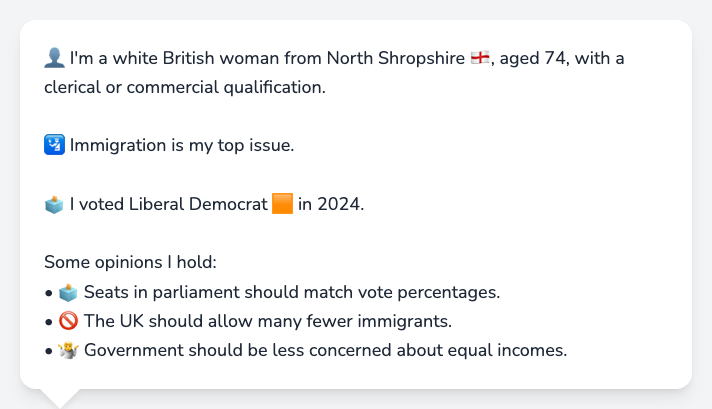 👤 I'm a white British woman from North Shropshire 🏴󠁧󠁢󠁥󠁮󠁧󠁿, aged 74, with a
clerical or commercial qualification.
🛂 Immigration is my top issue.
🗳️ I voted Liberal Democrat 🟧 in 2024.
Some opinions I hold:
• 🗳️ Seats in parliament should match vote percentages.
• 🚫 The UK should allow many fewer immigrants.
• 🤷 Government should be less concerned about equal incomes.